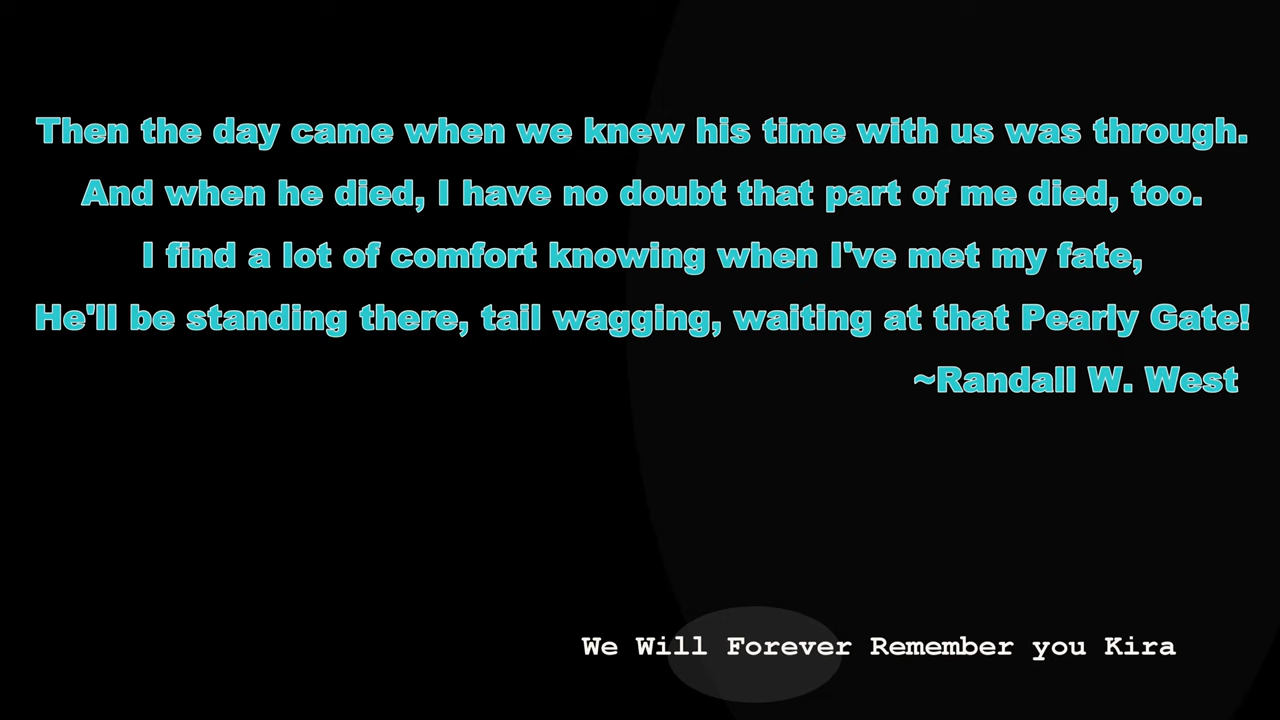 Then the day came when we knew his time with us was through.
And when he died, I have no doubt that part of me died, too.
I find a lot of comfort knowing when I've met my fate,
He'll be standing there, tail wagging, waiting at that Pearly Gate!
~Randall W. West
We Will Forever Remember you Kira